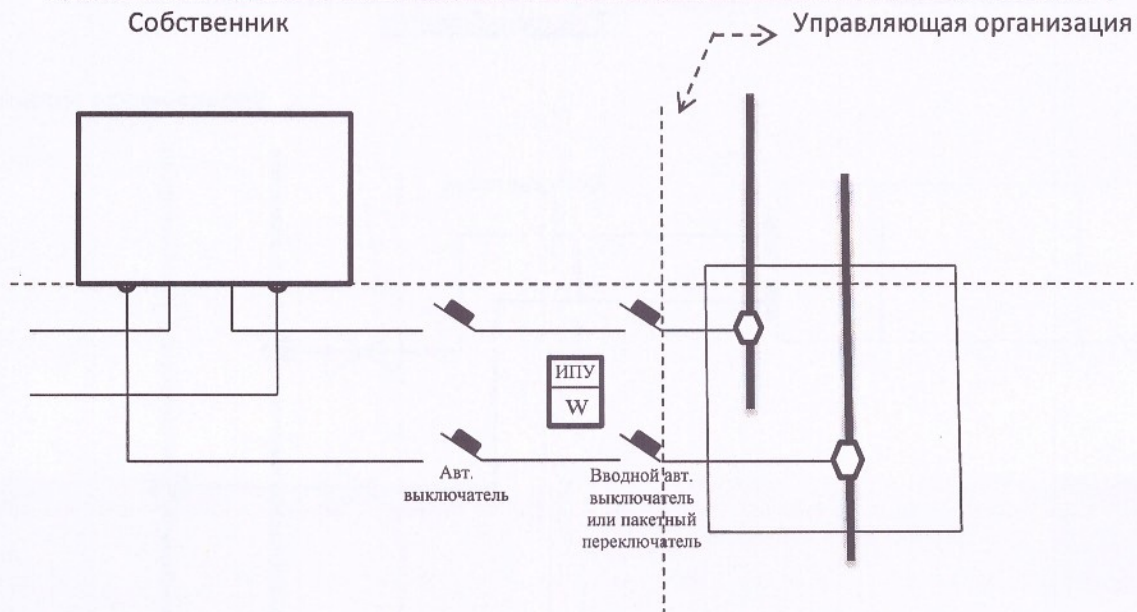 Собственник
Управляющая организация
ИПУ
W
Авт.
выключатель
Вводной авт.
выключатель
или пакетный
переключатель